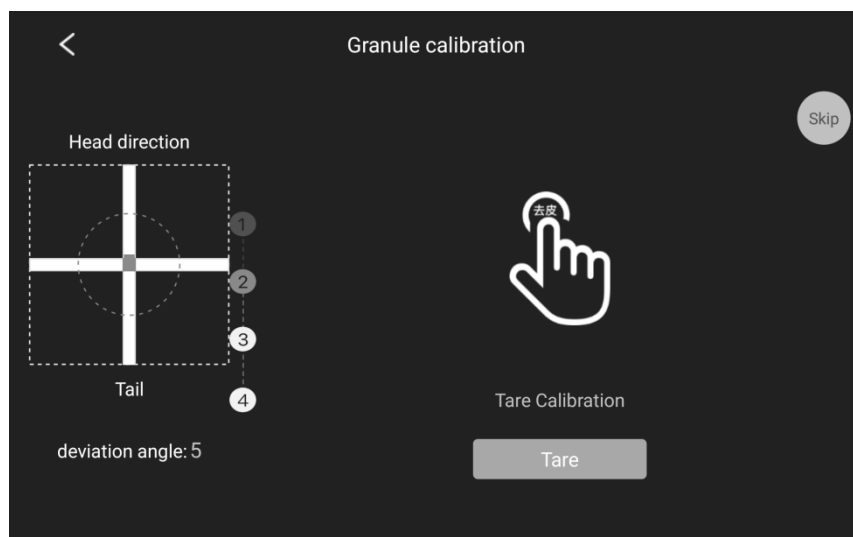 Granule calibration
Skip
Head direction
1
2
3
4
Tail
deviation angle: 5
去皮
Tare Calibration
Tare